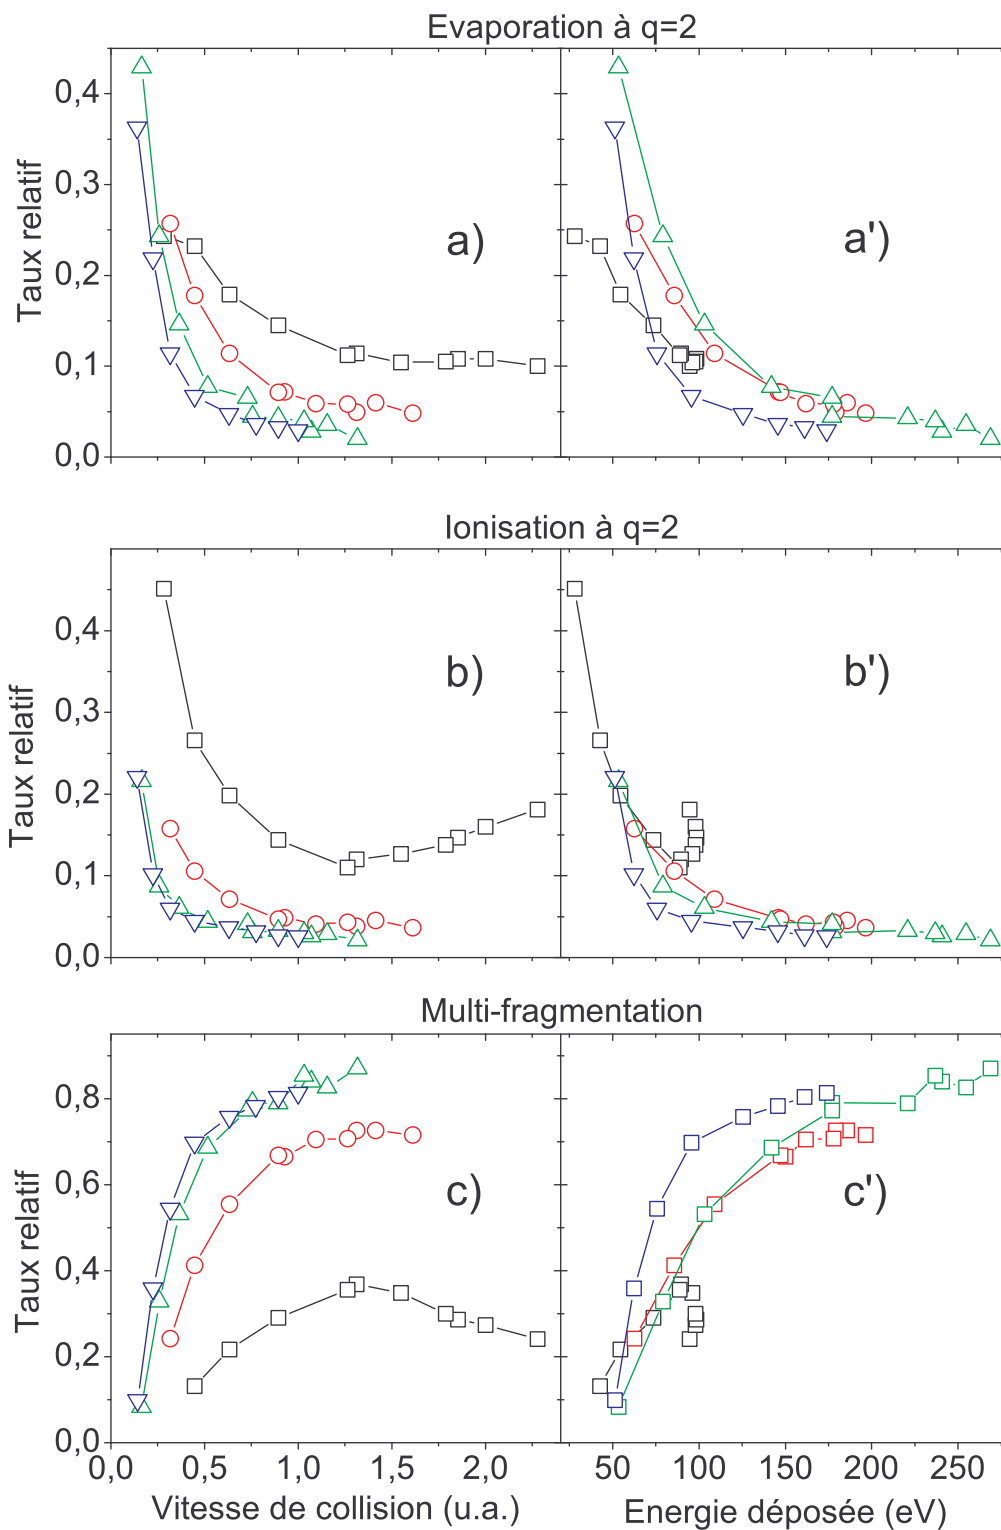 Evaporation à q=2
0,4
0,3
0,2
0,1
0,0
Taux relatif
a)
a')
Ionisation à q=2
0,4
0,3
0,2
0,1
0,0
Taux relatif
b)
b')
Multi-fragmentation
0,8
0,6
0,4
0,2
0,0
Taux relatif
c)
c')
0,0 0,5 1,0 1,5 2,0
50 100 150 200 250
Vitesse de collision (u.a.)
Energie déposée (eV)